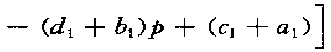 − (d₁ + b₁)p + (c₁ + a₁)]